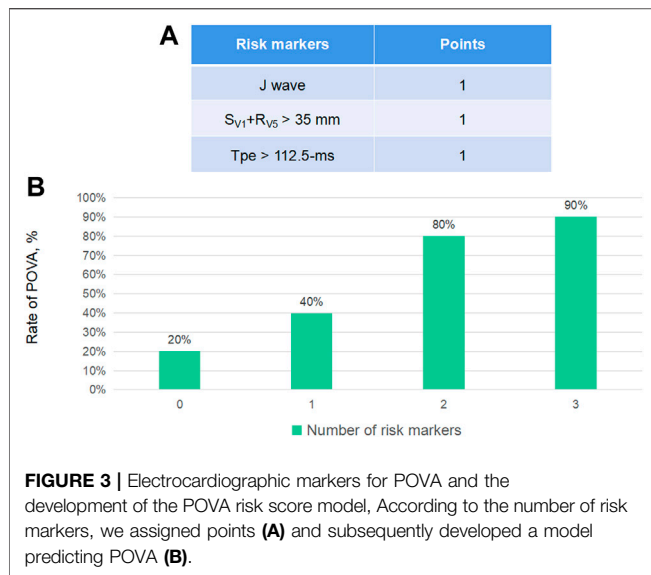 A
Risk markers Points
J wave 1
SV1+RV5 > 35 mm 1
Tpe > 112.5-ms 1
B
Rate of POVA, %
100%
90%
80%
70%
60%
50%
40%
30%
20%
10%
0%
20%
40%
80%
90%
0 1 2 3
Number of risk markers
FIGURE 3 | Electrocardiographic markers for POVA and the
development of the POVA risk score model, According to the number of risk
markers, we assigned points (A) and subsequently developed a model
predicting POVA (B).